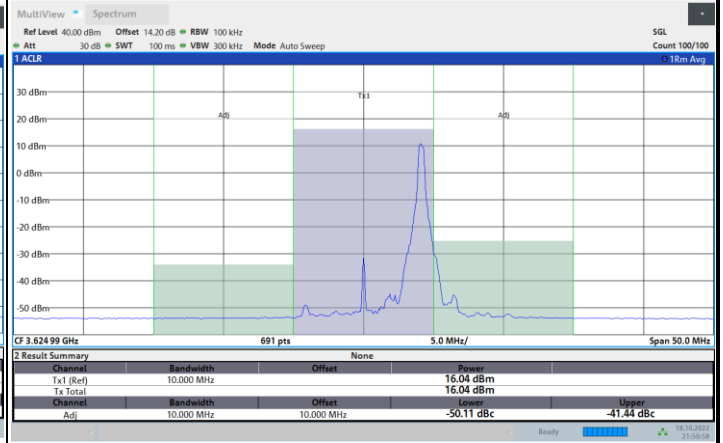 MultiView Spectrum
Ref Level 40.00 dBm Offset 14.20 dB RBW 100 kHz SGL
Att 30 dB SWT 100 ms VBW 300 kHz Mode Auto Sweep Count 100/100
1 ACLR 1Rm Avg
30 dBm
Tx1
20 dBm
Adj Adj
10 dBm
0 dBm
-10 dBm
-20 dBm
-30 dBm
-40 dBm
-50 dBm
CF 3.624 99 GHz 691 pts 5.0 MHz/ Span 50.0 MHz
2 Result Summary None
Channel Bandwidth Offset Power
Tx1 (Ref) 10.000 MHz 16.04 dBm
Tx Total 16.04 dBm
Channel Bandwidth Offset Lower Upper
Adj 10.000 MHz 10.000 MHz -50.11 dBc -41.44 dBc
Ready 18.10.2022
21:50:58